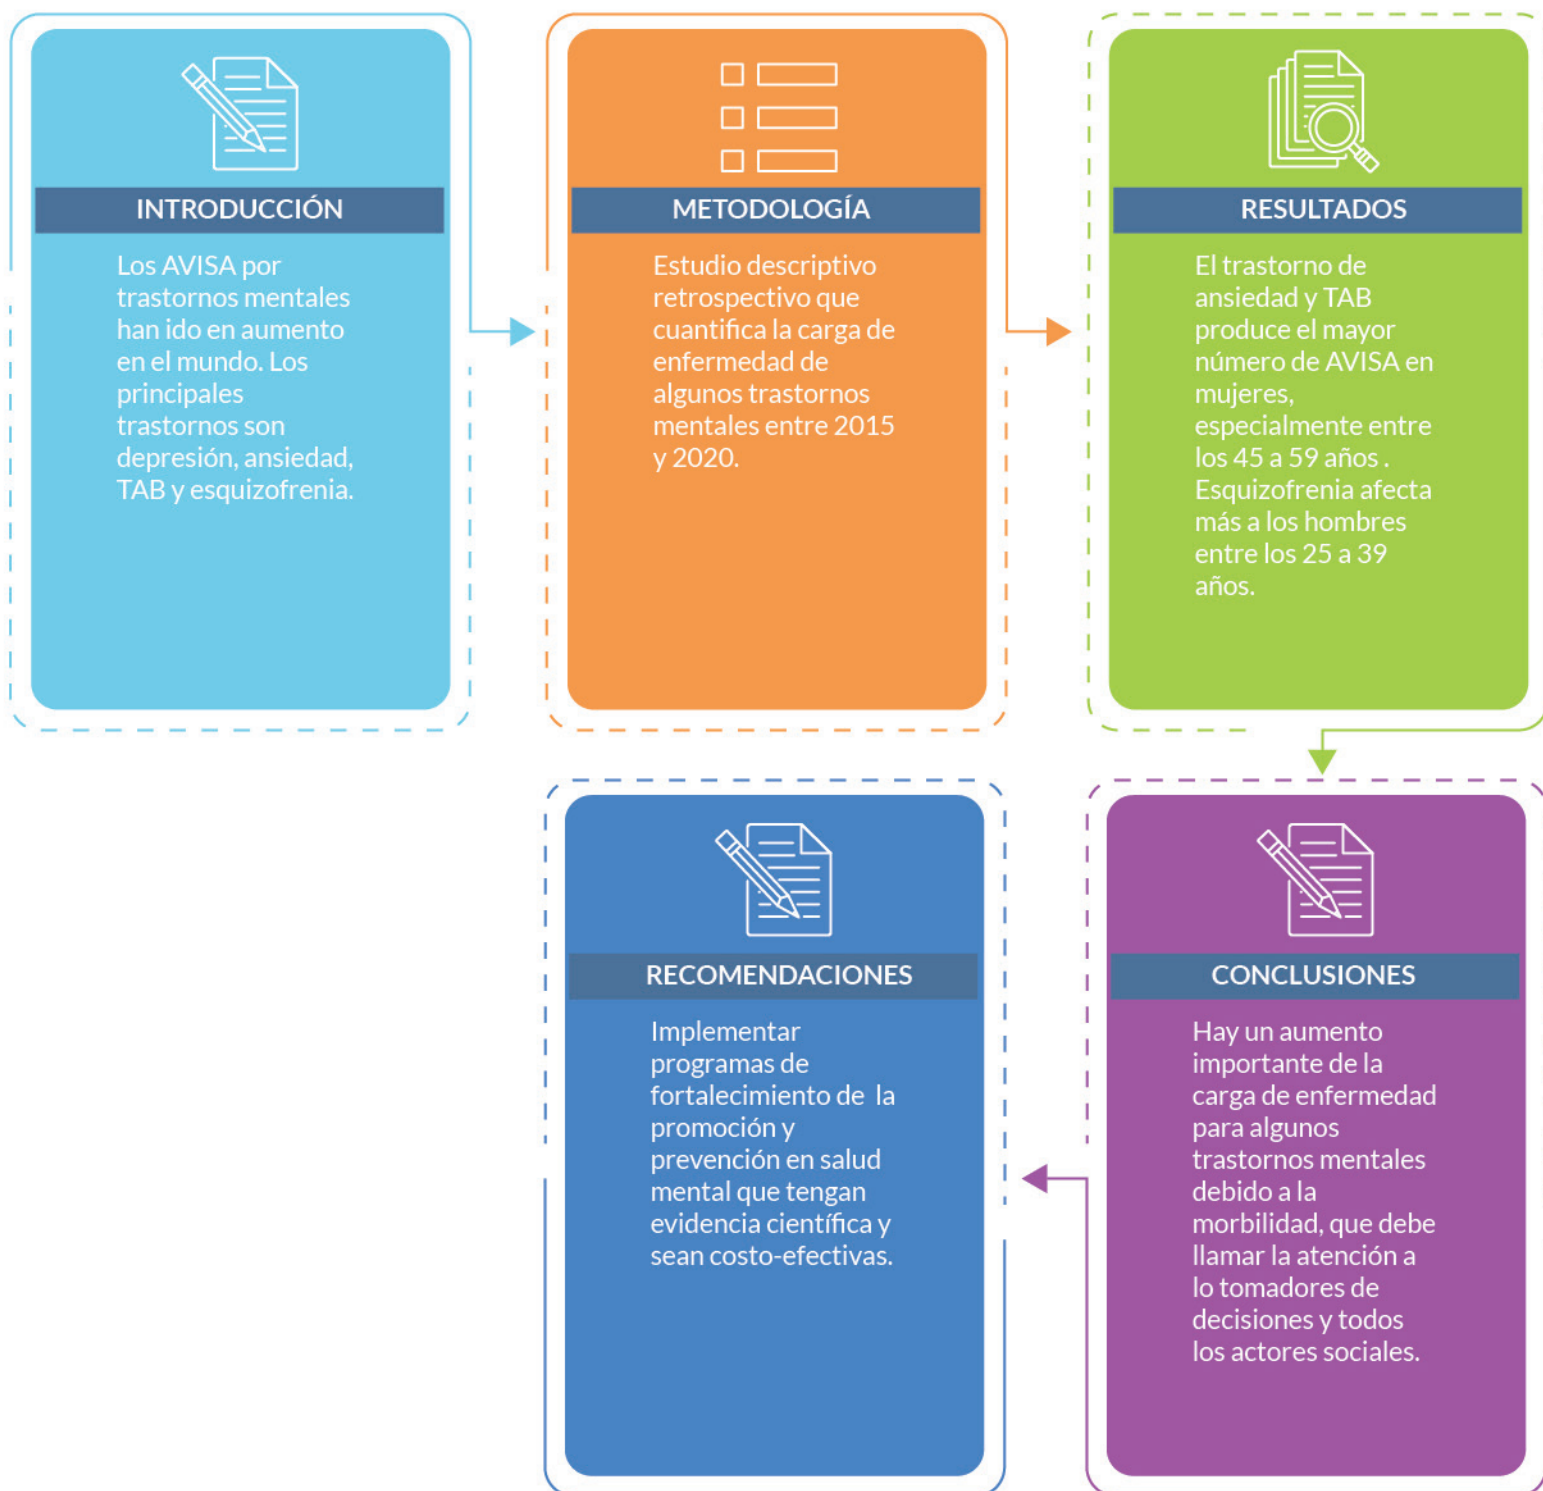 INTRODUCCIÓN
Los AVISA por
trastornos mentales
han ido en aumento
en el mundo. Los
principales
trastornos son
depresión, ansiedad,
TAB y esquizofrenia.
METODOLOGÍA
Estudio descriptivo
retrospectivo que
cuantifica la carga de
enfermedad de
algunos trastornos
mentales entre 2015
y 2020.
RESULTADOS
El trastorno de
ansiedad y TAB
produce el mayor
número de AVISA en
mujeres,
especialmente entre
los 45 a 59 años .
Esquizofrenia afecta
más a los hombres
entre los 25 a 39
años.
CONCLUSIONES
Hay un aumento
importante de la
carga de enfermedad
para algunos
trastornos mentales
debido a la
morbilidad, que debe
llamar la atención a
lo tomadores de
decisiones y todos
los actores sociales.
RECOMENDACIONES
Implementar
programas de
fortalecimiento de  la
promoción y
prevención en salud
mental que tengan
evidencia científica y
sean costo-efectivas.